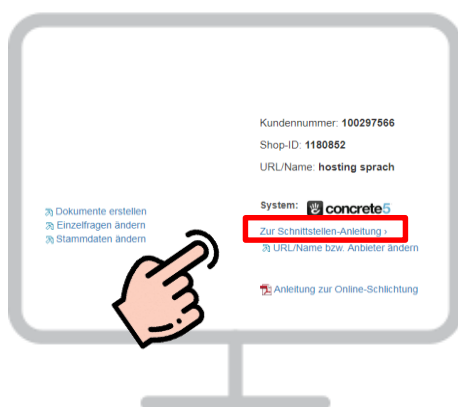 Kundennummer: 100297566
Shop-ID: 1180852
URL/Name: hosting sprach
System: concrete5
Dokumente erstellen
Einzelfragen ändern
Stammdaten ändern
Zur Schnittstellen-Anleitung ›
URL/Name bzw. Anbieter ändern
Anleitung zur Online-Schlichtung